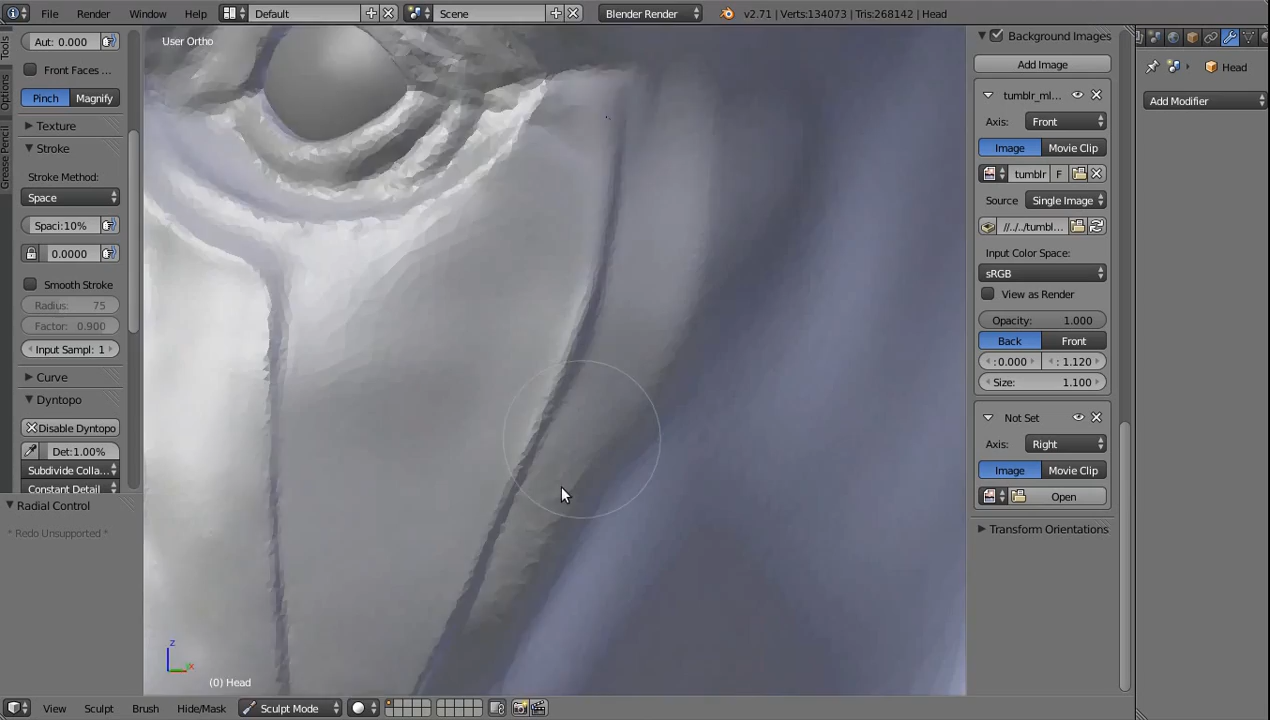 File Render Window Help Default Scene Blender Render v2.71 | Verts:134073 | Tris:268142 | Head
Tools
Options
Grease Pencil
Aut: 0.000
Front Faces ...
Pinch Magnify
Texture
Stroke
Stroke Method:
Space
Spaci:10%
0.0000
Smooth Stroke
Radius: 75
Factor: 0.900
Input Sampl: 1
Curve
Dyntopo
Disable Dyntopo
Det:1.00%
Subdivide Colla...
Constant Detail
Radial Control
* Redo Unsupported *
User Ortho
z
x
(0) Head
Background Images
Add Image
tumblr_ml...
Axis: Front
Image Movie Clip
tumblr F
Source Single Image
//../../tumbl...
Input Color Space:
sRGB
View as Render
Opacity: 1.000
Back Front
: 0.000 : 1.120
Size: 1.100
Not Set
Axis: Right
Image Movie Clip
Open
Transform Orientations
Head
Add Modifier
View Sculpt Brush Hide/Mask Sculpt Mode